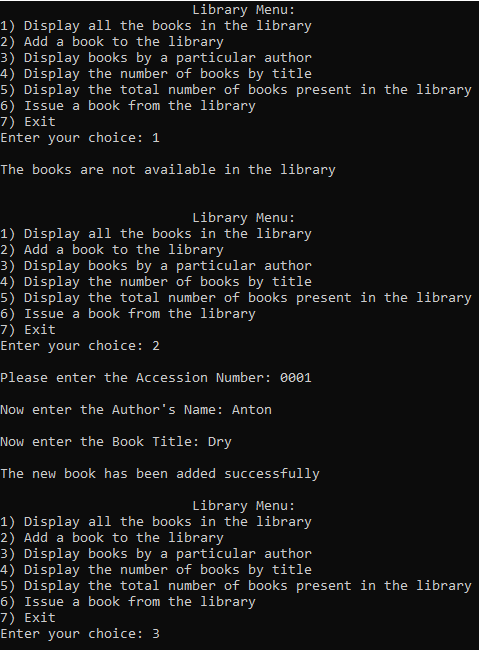 Library Menu:
1) Display all the books in the library
2) Add a book to the library
3) Display books by a particular author
4) Display the number of books by title
5) Display the total number of books present in the library
6) Issue a book from the library
7) Exit
Enter your choice: 1
The books are not available in the library
Library Menu:
1) Display all the books in the library
2) Add a book to the library
3) Display books by a particular author
4) Display the number of books by title
5) Display the total number of books present in the library
6) Issue a book from the library
7) Exit
Enter your choice: 2
Please enter the Accession Number: 0001
Now enter the Author's Name: Anton
Now enter the Book Title: Dry
The new book has been added successfully
Library Menu:
1) Display all the books in the library
2) Add a book to the library
3) Display books by a particular author
4) Display the number of books by title
5) Display the total number of books present in the library
6) Issue a book from the library
7) Exit
Enter your choice: 3